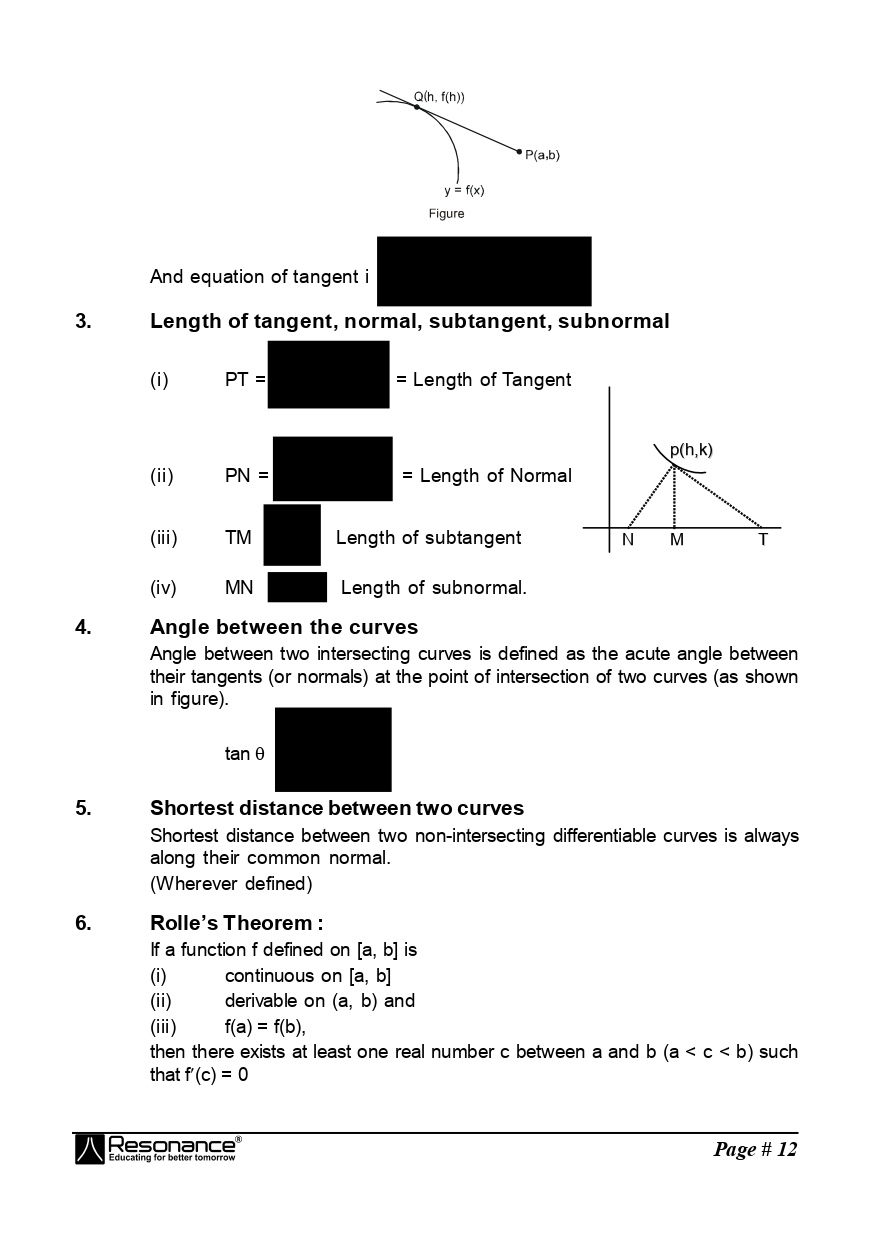 Q(h, f(h))
P(a,b)
y = f(x)
Figure
And equation of tangent i
3. Length of tangent, normal, subtangent, subnormal
(i) PT = = Length of Tangent
p(h,k)
(ii) PN = = Length of Normal
(iii) TM Length of subtangent
N M T
(iv) MN Length of subnormal.
4. Angle between the curves
Angle between two intersecting curves is defined as the acute angle between
their tangents (or normals) at the point of intersection of two curves (as shown
in figure).
tan θ
5. Shortest distance between two curves
Shortest distance between two non-intersecting differentiable curves is always
along their common normal.
(Wherever defined)
6. Rolle’s Theorem :
If a function f defined on [a, b] is
(i) continuous on [a, b]
(ii) derivable on (a, b) and
(iii) f(a) = f(b),
then there exists at least one real number c between a and b (a < c < b) such
that f′(c) = 0
Resonance®
Educating for better tomorrow
Page # 12